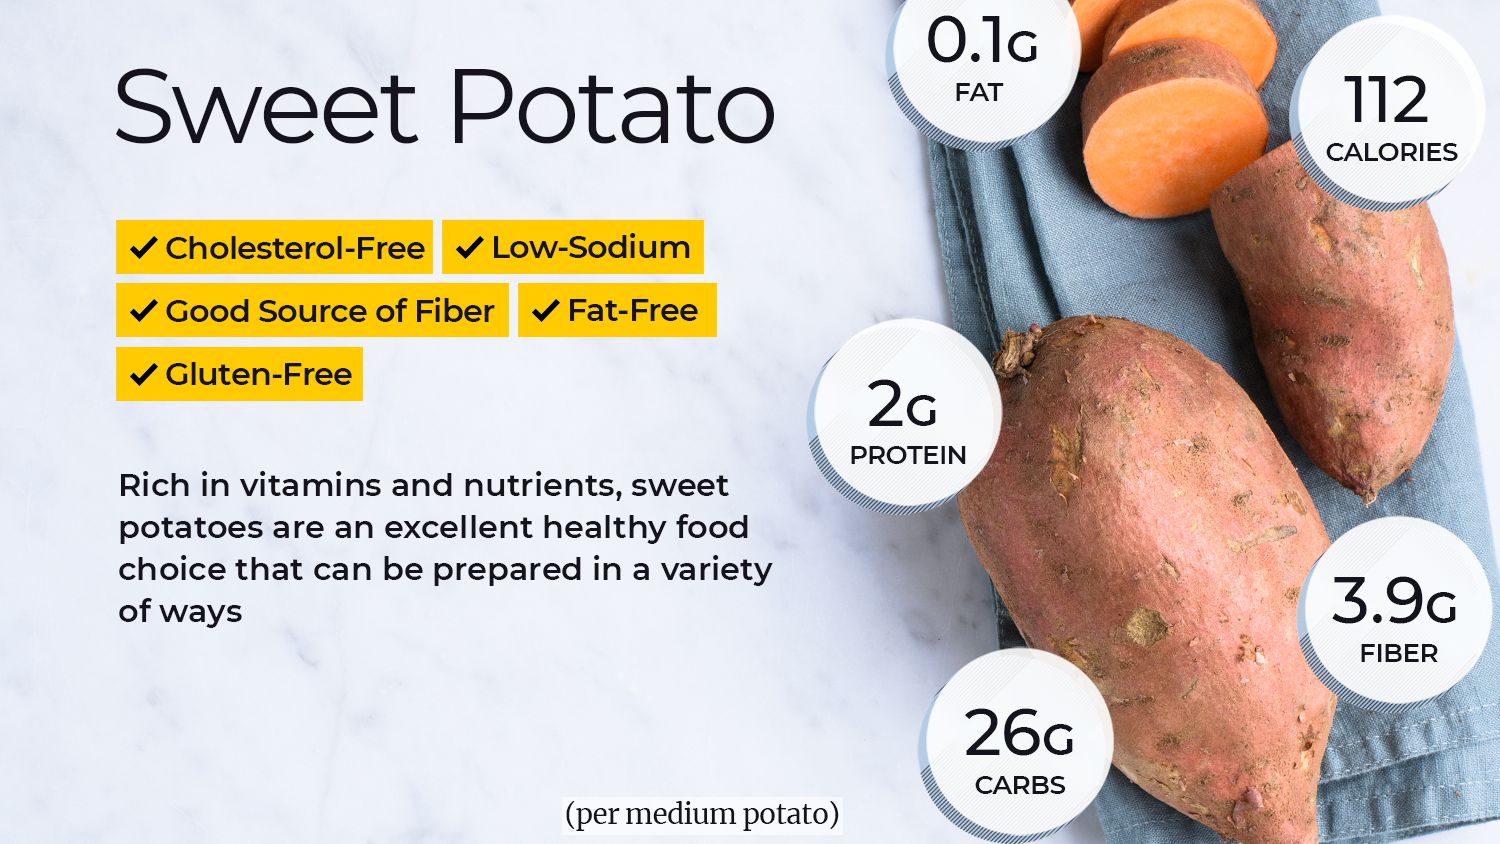 Sweet Potato
✓ Cholesterol-Free ✓ Low-Sodium
✓ Good Source of Fiber ✓ Fat-Free
✓ Gluten-Free
Rich in vitamins and nutrients, sweet
potatoes are an excellent healthy food
choice that can be prepared in a variety
of ways
0.1G
FAT
112
CALORIES
2G
PROTEIN
3.9G
FIBER
26G
CARBS
(per medium potato)